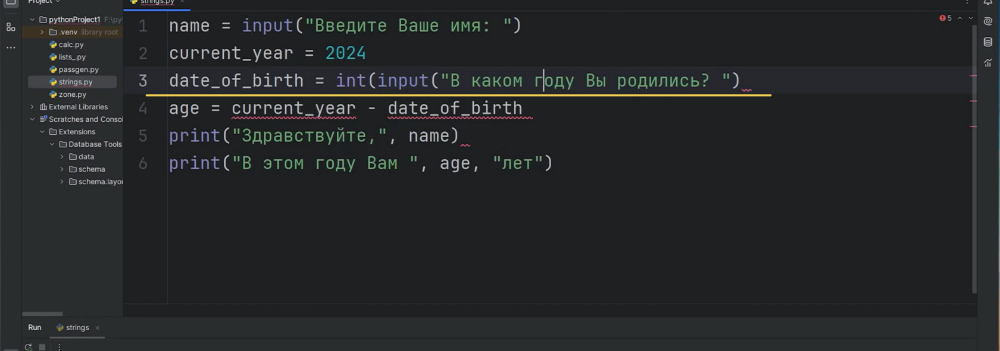 Project
strings.py
pythonProject1 F:\py
.venv library root
calc.py
lists_.py
passgen.py
strings.py
zone.py
External Libraries
Scratches and Consol
Extensions
Database Tools
data
schema
schema.layou
5
1 name = input("Введите Ваше имя: ")
2 current_year = 2024
3 date_of_birth = int(input("В каком году Вы родились? ")
4 age = current_year - date_of_birth
5 print("Здравствуйте,", name)
6 print("В этом году Вам ", age, "лет")
Run strings